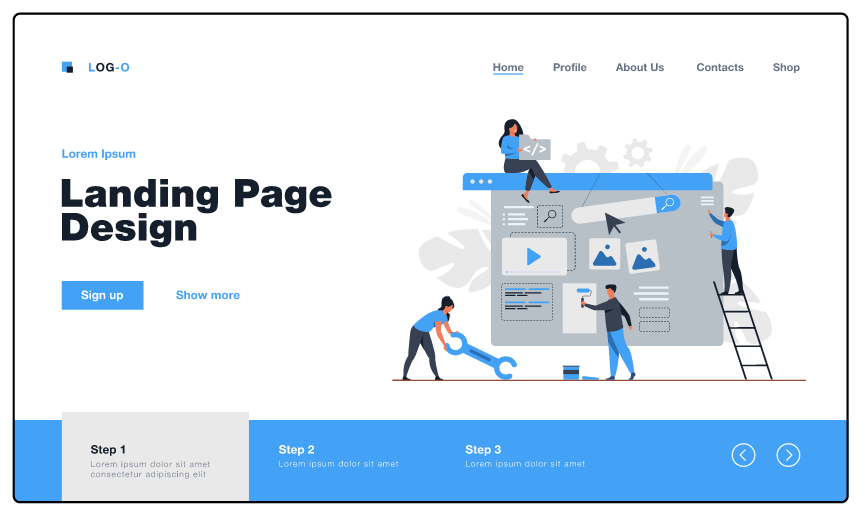 LOG-O
Home Profile About Us Contacts Shop
Lorem Ipsum
Landing Page
Design
Sign up Show more
</>
Step 1
Lorem ipsum dolor sit amet
consectetur adipiscing elit
Step 2
Lorem ipsum dolor sit amet
Step 3
Lorem ipsum dolor sit amet